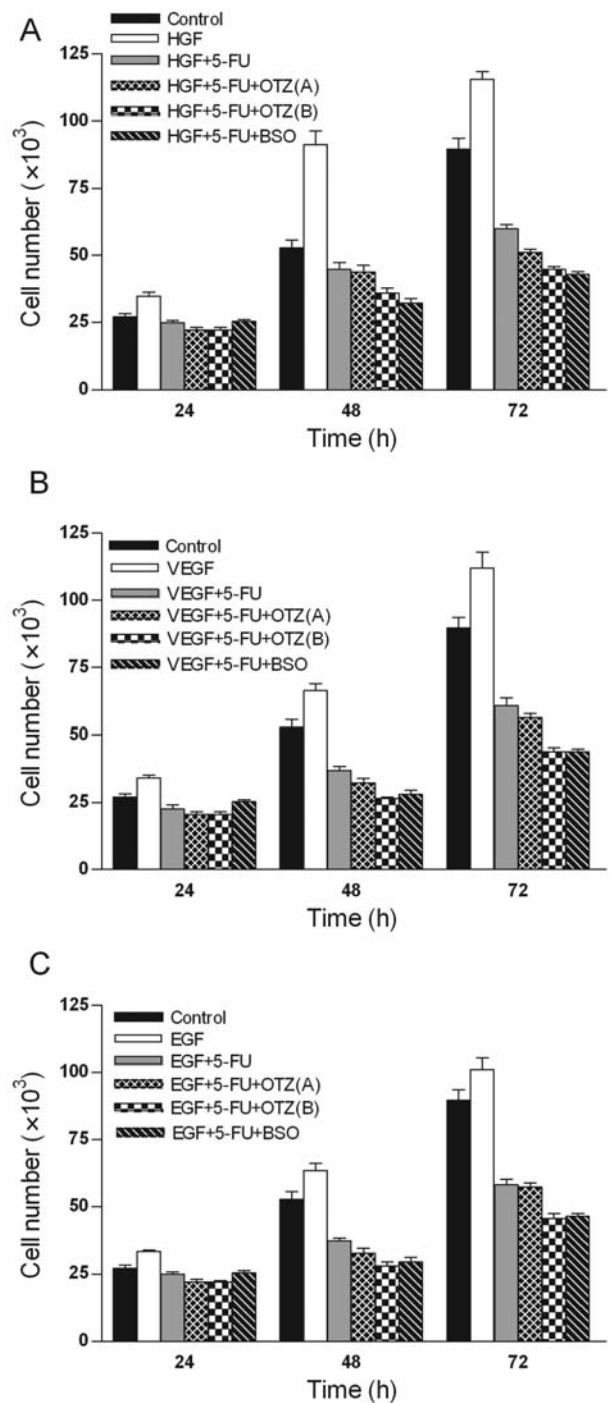 A
Control
HGF
HGF+5-FU
HGF+5-FU+OTZ(A)
HGF+5-FU+OTZ(B)
HGF+5-FU+BSO
Cell number (×10³)
125
100
75
50
25
0
24 48 72
Time (h)
B
Control
VEGF
VEGF+5-FU
VEGF+5-FU+OTZ(A)
VEGF+5-FU+OTZ(B)
VEGF+5-FU+BSO
Cell number (×10³)
125
100
75
50
25
0
24 48 72
Time (h)
C
Control
EGF
EGF+5-FU
EGF+5-FU+OTZ(A)
EGF+5-FU+OTZ(B)
EGF+5-FU+BSO
Cell number (×10³)
125
100
75
50
25
0
24 48 72
Time (h)